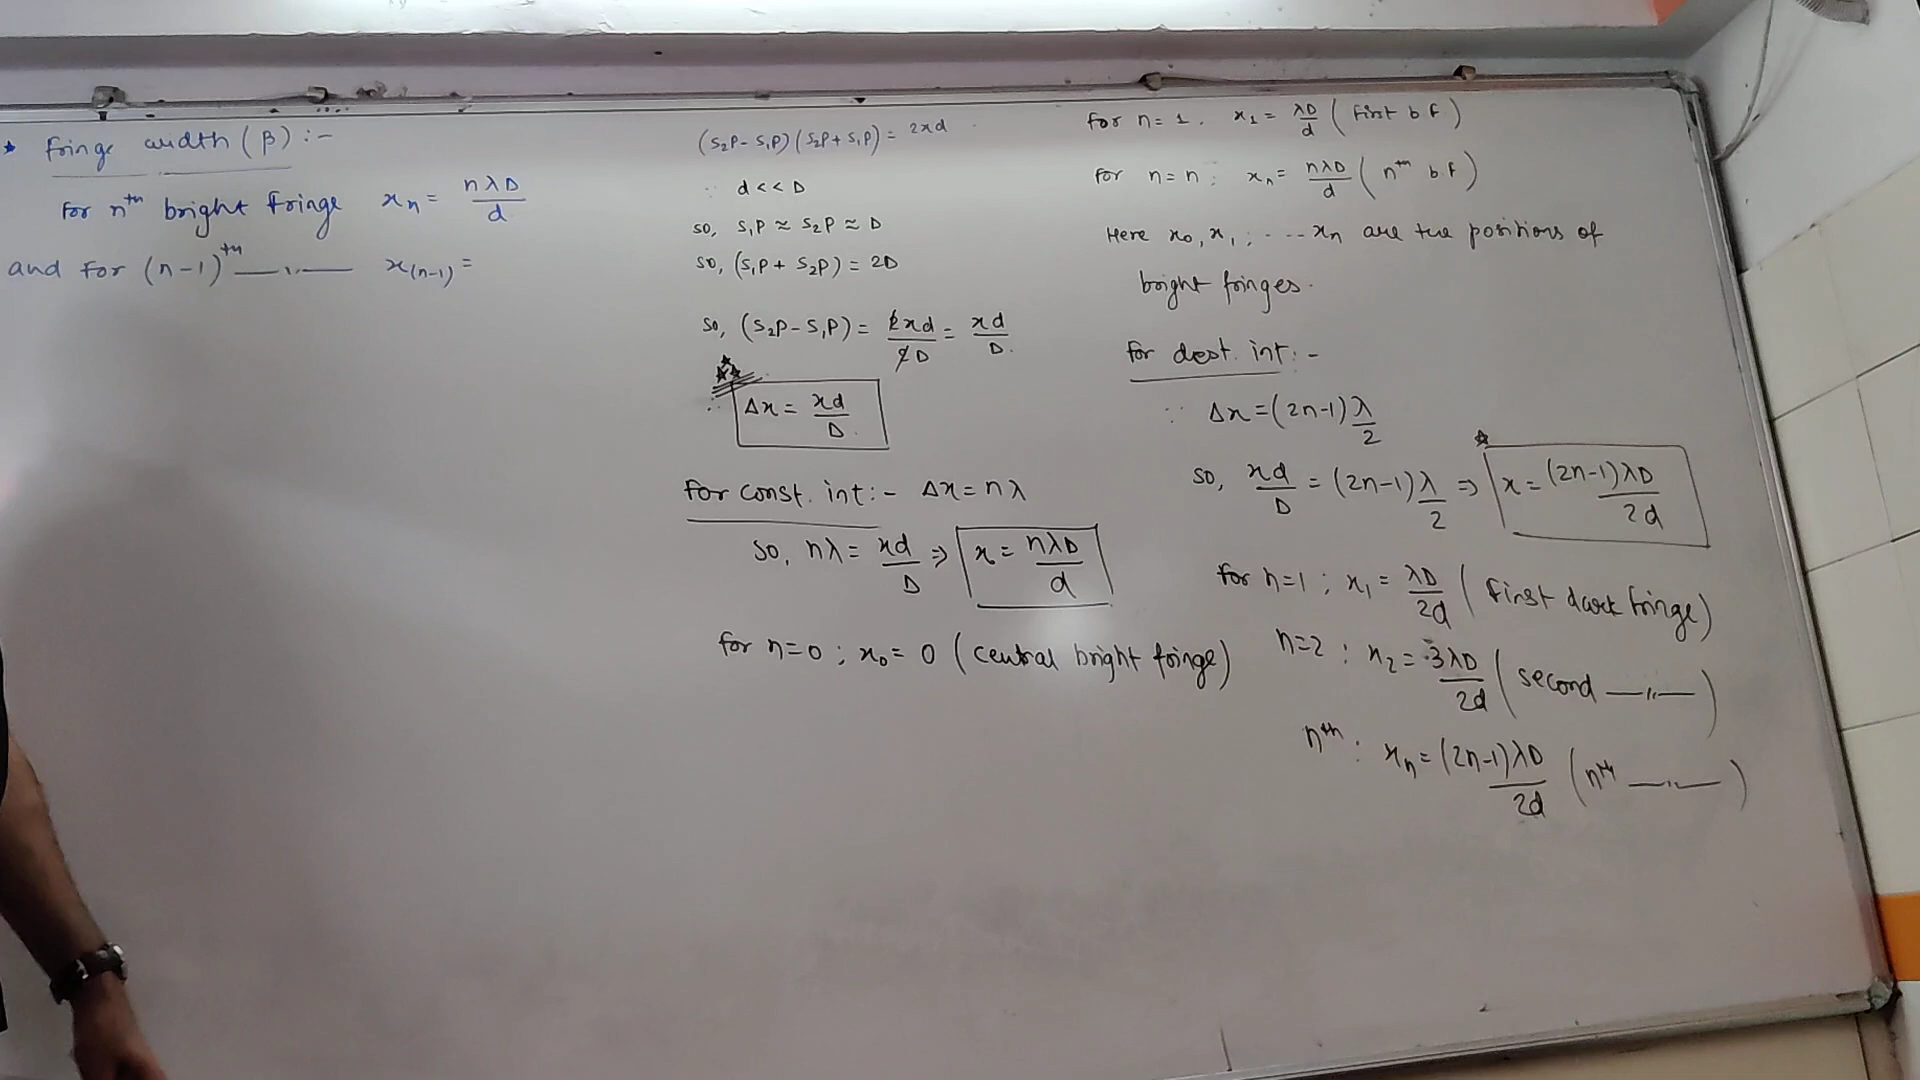 * Fringe width (β) :-
for nᵗʰ bright fringe xₙ = nλD/d
and for (n-1)ᵗʰ —〃— x₍ₙ₋₁₎ =
(S₂P - S₁P)(S₂P + S₁P) = 2xd
∵ d << D
so, S₁P ≈ S₂P ≈ D
so, (S₁P + S₂P) = 2D
so, (S₂P - S₁P) = 2xd/2D = xd/D.
∴ Δx = xd/D.
for const. int :- Δx = nλ
so, nλ = xd/D ⇒ x = nλD/d
for n=0 ; x₀ = 0 (central bright fringe)
for n = 1. x₁ = λD/d (first b f)
for n = n ; xₙ = nλD/d (nᵗʰ b f)
Here x₀, x₁, ; ---- xₙ are the positions of
bright fringes.
for dest. int. :-
∵ Δx = (2n-1)λ/2
so, xd/D = (2n-1)λ/2 ⇒ x = (2n-1)λD/2d
for n=1 ; x₁ = λD/2d (first dark fringe)
n=2 ; x₂ = 3λD/2d (second —〃—)
nᵗʰ : xₙ = (2n-1)λD/2d (nᵗʰ —〃—)